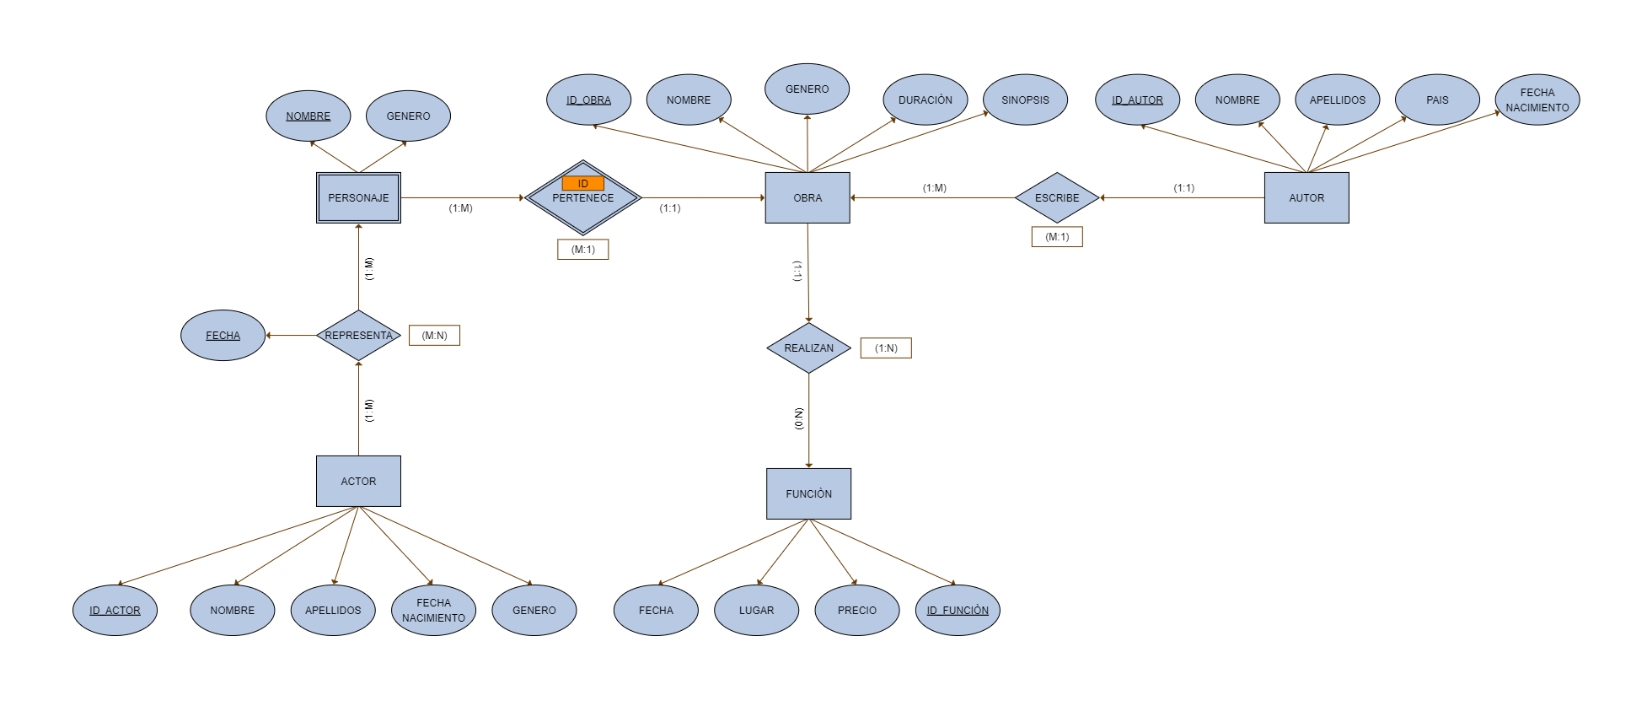 NOMBRE
GENERO
ID_OBRA
NOMBRE
GENERO
DURACIÓN
SINOPSIS
ID_AUTOR
NOMBRE
APELLIDOS
PAIS
FECHA
NACIMIENTO
PERSONAJE
(1:M)
ID
PERTENECE
(M:1)
(1:1)
OBRA
(1:M)
ESCRIBE
(M:1)
(1:1)
AUTOR
(1:M)
(1:1)
FECHA
REPRESENTA
(M:N)
REALIZAN
(1:N)
(1:M)
(N:0)
ACTOR
FUNCIÓN
ID_ACTOR
NOMBRE
APELLIDOS
FECHA
NACIMIENTO
GENERO
FECHA
LUGAR
PRECIO
ID_FUNCIÓN